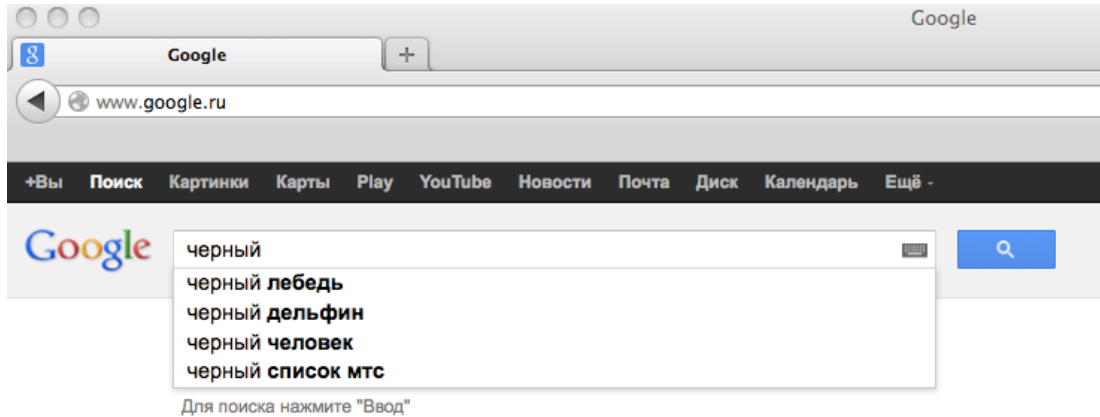 Google
Google
www.google.ru
+Вы Поиск Картинки Карты Play YouTube Новости Почта Диск Календарь Ещё
Google черный
черный лебедь
черный дельфин
черный человек
черный список мтс
Для поиска нажмите "Ввод"